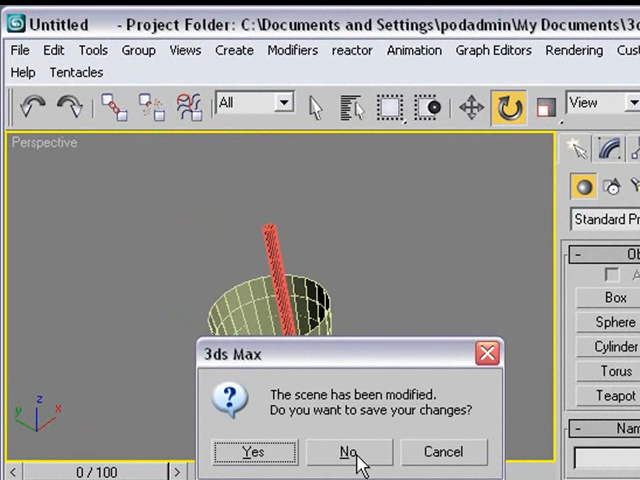 Untitled - Project Folder: C:\Documents and Settings\podadmin\My Documents\3d
File Edit Tools Group Views Create Modifiers reactor Animation Graph Editors Rendering
Help Tentacles
All View
Perspective
Standard
Box
Sphere
Cylinder
Torus
Teapot
z
y x
3ds Max
The scene has been modified.
Do you want to save your changes?
Yes No Cancel
< 0 / 100 >